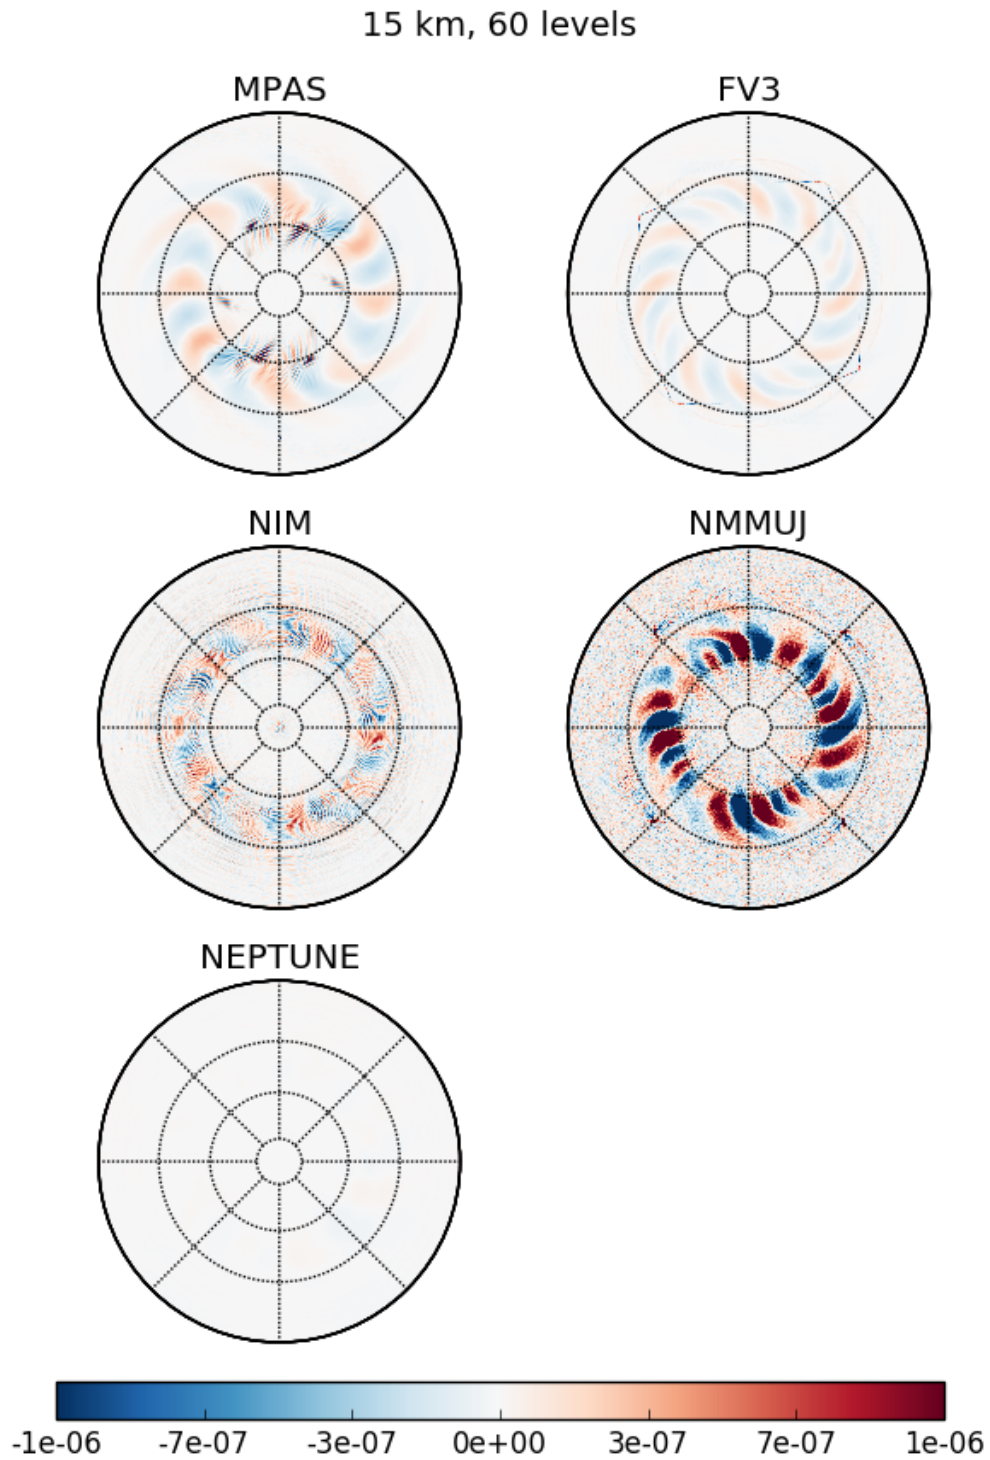 15 km, 60 levels
MPAS
FV3
NIM
NMMUJ
NEPTUNE
-1e-06 -7e-07 -3e-07 0e+00 3e-07 7e-07 1e-06